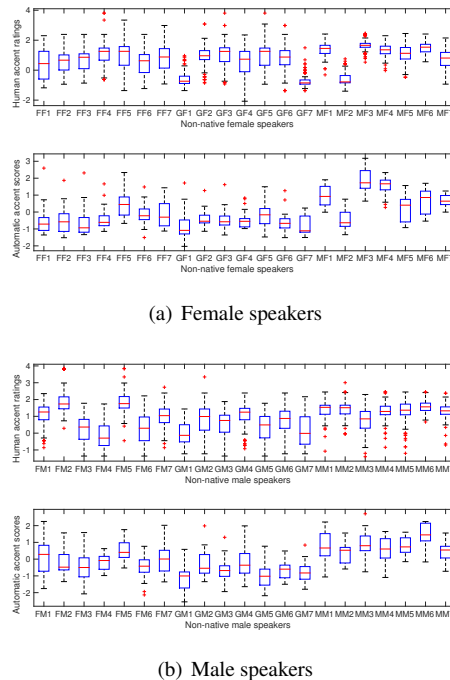 Human accent ratings
4
2
0
FF1 FF2 FF3 FF4 FF5 FF6 FF7 GF1 GF2 GF3 GF4 GF5 GF6 GF7 MF1 MF2 MF3 MF4 MF5 MF6 MF7
Non-native female speakers
Automatic accent scores
3
2
1
0
-1
-2
FF1 FF2 FF3 FF4 FF5 FF6 FF7 GF1 GF2 GF3 GF4 GF5 GF6 GF7 MF1 MF2 MF3 MF4 MF5 MF6 MF7
Non-native female speakers
(a) Female speakers
Human accent ratings
4
3
2
1
0
-1
FM1 FM2 FM3 FM4 FM5 FM6 FM7 GM1 GM2 GM3 GM4 GM5 GM6 GM7 MM1 MM2 MM3 MM4 MM5 MM6 MM7
Non-native male speakers
Automatic accent scores
2
1
0
-1
-2
FM1 FM2 FM3 FM4 FM5 FM6 FM7 GM1 GM2 GM3 GM4 GM5 GM6 GM7 MM1 MM2 MM3 MM4 MM5 MM6 MM7
Non-native male speakers
(b) Male speakers